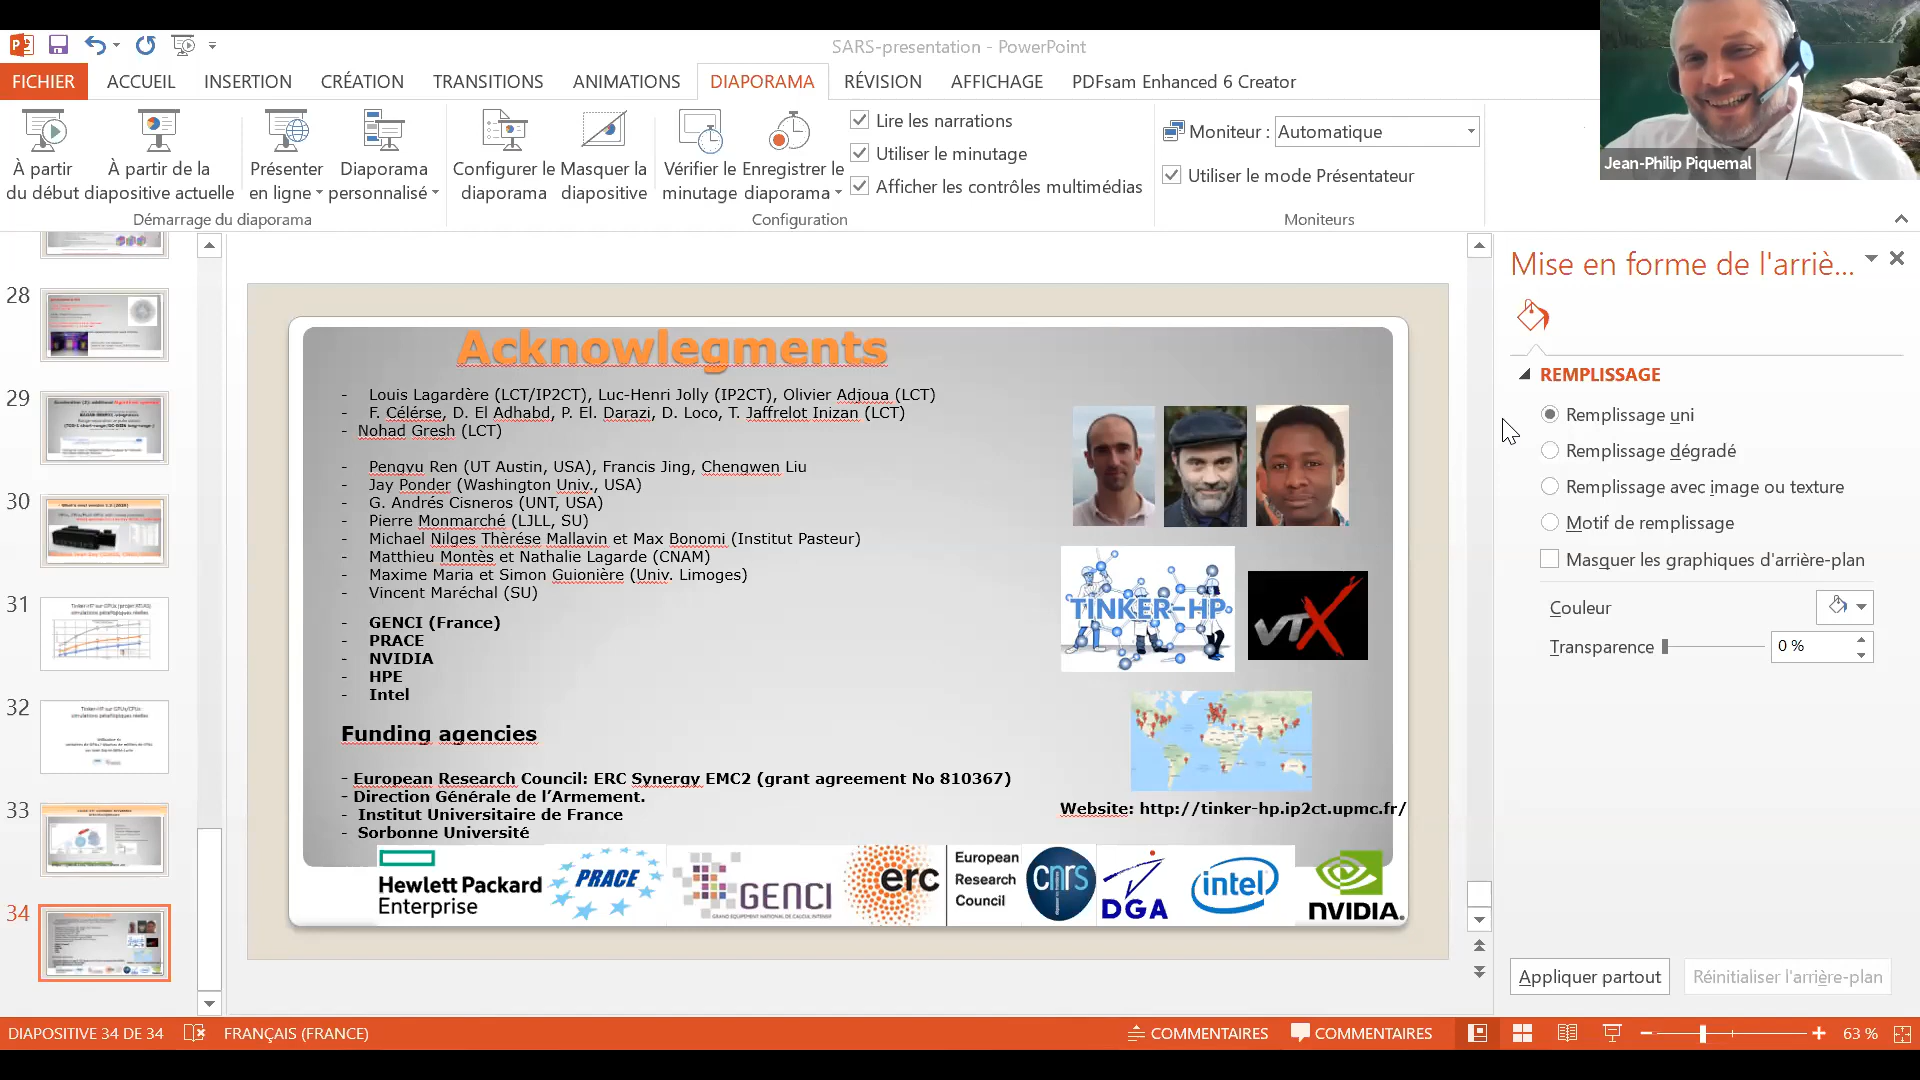 SARS-presentation - PowerPoint
FICHIER ACCUEIL INSERTION CRÉATION TRANSITIONS ANIMATIONS DIAPORAMA RÉVISION AFFICHAGE PDFsam Enhanced 6 Creator
À partir du début
À partir de la diapositive actuelle
Présenter en ligne
Diaporama personnalisé
Configurer le diaporama
Masquer la diapositive
Vérifier le minutage
Enregistrer le diaporama
Lire les narrations
Utiliser le minutage
Afficher les contrôles multimédias
Moniteur : Automatique
Utiliser le mode Présentateur
Démarrage du diaporama
Configuration
Moniteurs
Jean-Philip Piquemal
28
29
30
31
32
33
34
Acknowlegments
- Louis Lagardère (LCT/IP2CT), Luc-Henri Jolly (IP2CT), Olivier Adjoua (LCT)
- F. Célérse, D. El Adhabd, P. El. Darazi, D. Loco, T. Jaffrelot Inizan (LCT)
- Nohad Gresh (LCT)
- Pengyu Ren (UT Austin, USA), Francis Jing, Chengwen Liu
- Jay Ponder (Washington Univ., USA)
- G. Andrés Cisneros (UNT, USA)
- Pierre Monmarché (LJLL, SU)
- Michael Nilges Thèrése Mallavin et Max Bonomi (Institut Pasteur)
- Matthieu Montès et Nathalie Lagarde (CNAM)
- Maxime Maria et Simon Guionière (Univ. Limoges)
- Vincent Maréchal (SU)
- GENCI (France)
- PRACE
- NVIDIA
- HPE
- Intel
Funding agencies
- European Research Council: ERC Synergy EMC2 (grant agreement No 810367)
- Direction Générale de l’Armement.
- Institut Universitaire de France
- Sorbonne Université
TINKER-HP
VTX
Website: http://tinker-hp.ip2ct.upmc.fr/
Hewlett Packard
Enterprise
PRACE
GENCI
GRAND EQUIPEMENT NATIONAL DE CALCUL INTENSIF
erc
European
Research
Council
cnrs
DGA
intel
NVIDIA.
Mise en forme de l'arriè...
REMPLISSAGE
Remplissage uni
Remplissage dégradé
Remplissage avec image ou texture
Motif de remplissage
Masquer les graphiques d'arrière-plan
Couleur
Transparence 0 %
Appliquer partout Réinitialiser l'arrière-plan
DIAPOSITIVE 34 DE 34 FRANÇAIS (FRANCE) COMMENTAIRES COMMENTAIRES 63 %